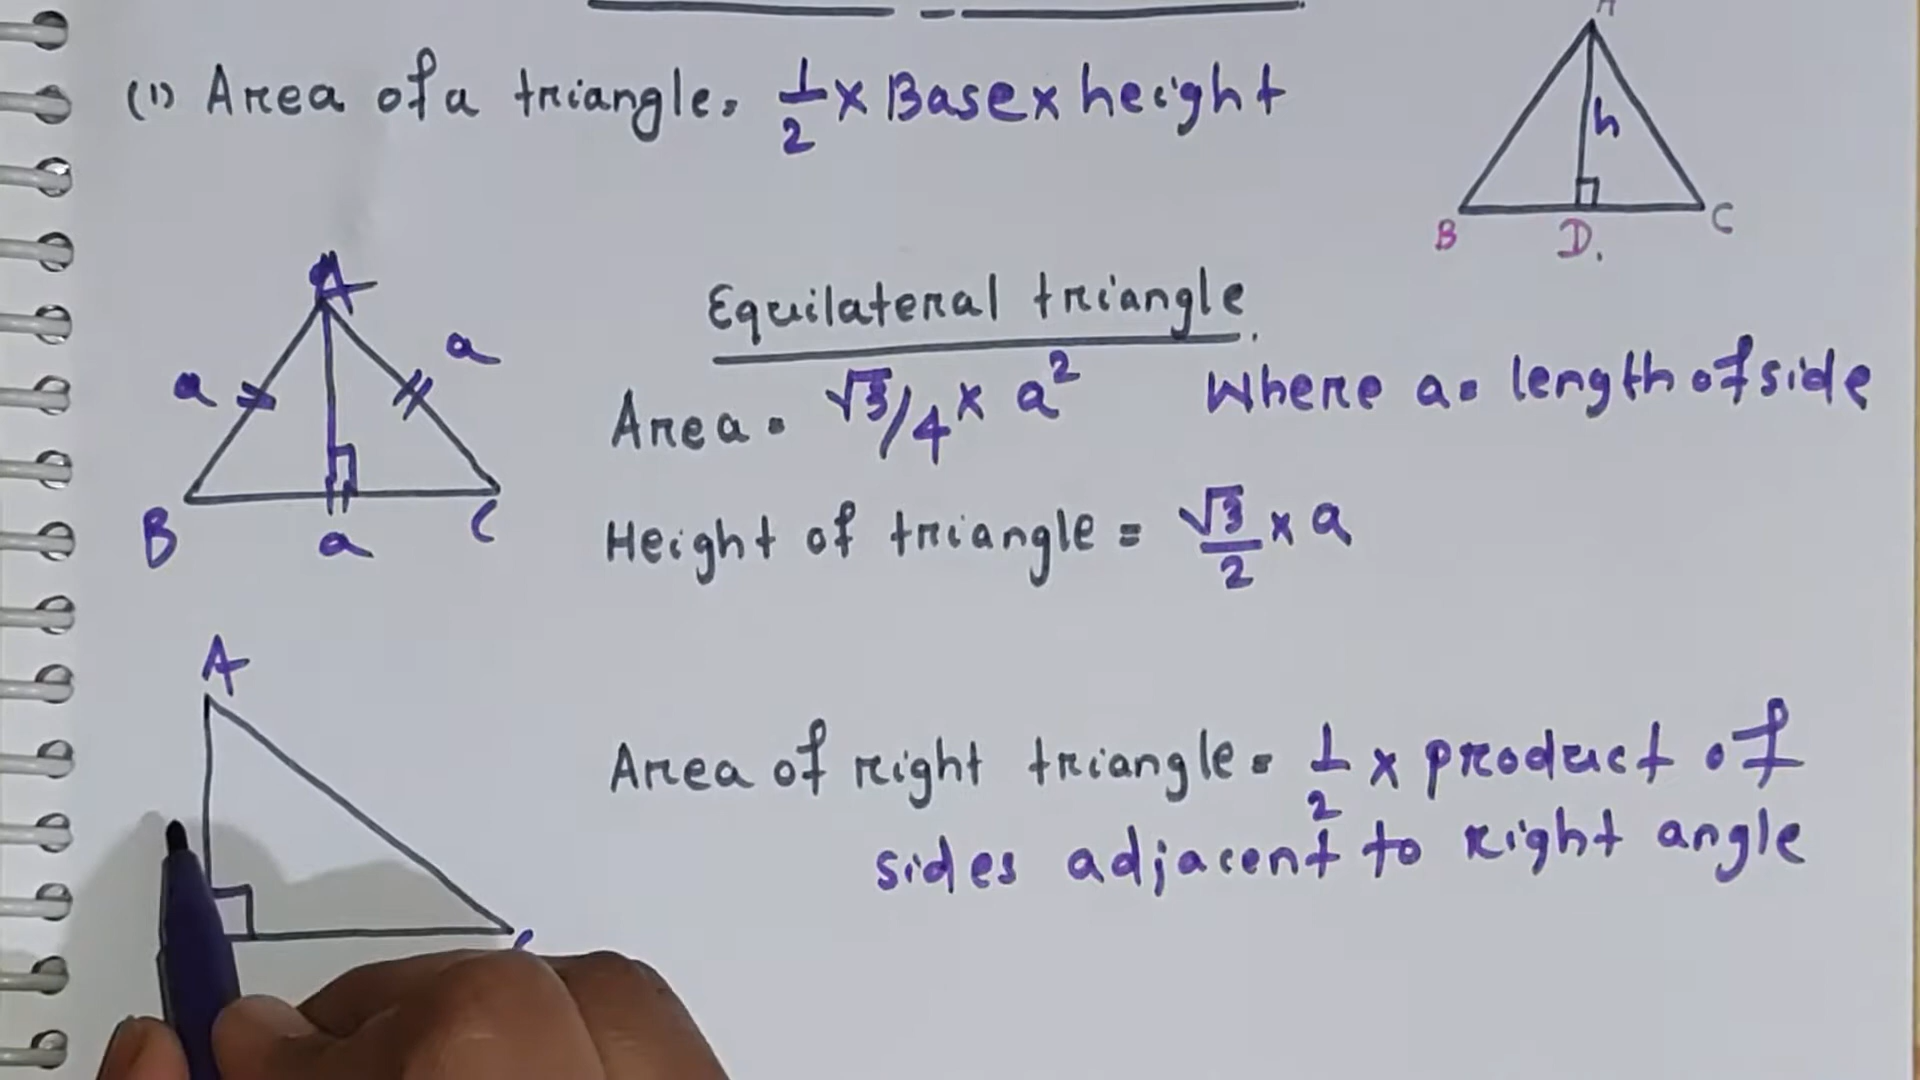 (1) Area of a triangle = 1/2 × Base × height
A
h
B D. C
A
a a
B a C
Equilateral triangle.
Area = √3/4 × a² Where a = length of side
Height of triangle = √3/2 × a
A
Area of right triangle = 1/2 × product of
sides adjacent to right angle